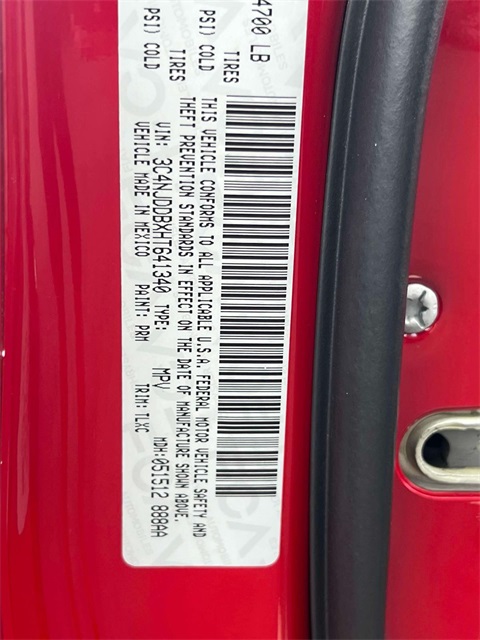 4700 LB
TIRES
PSI) COLD
TIRES
PSI) COLD
THIS VEHICLE CONFORMS TO ALL APPLICABLE U.S.A. FEDERAL MOTOR VEHICLE SAFETY AND
THEFT PREVENTION STANDARDS IN EFFECT ON THE DATE OF MANUFACTURE SHOWN ABOVE.
VIN: 3C4NJDDBXHT641340 TYPE: MPV MDH:051512 888AA
VEHICLE MADE IN MEXICO PAINT: PRM TRIM:TLXC